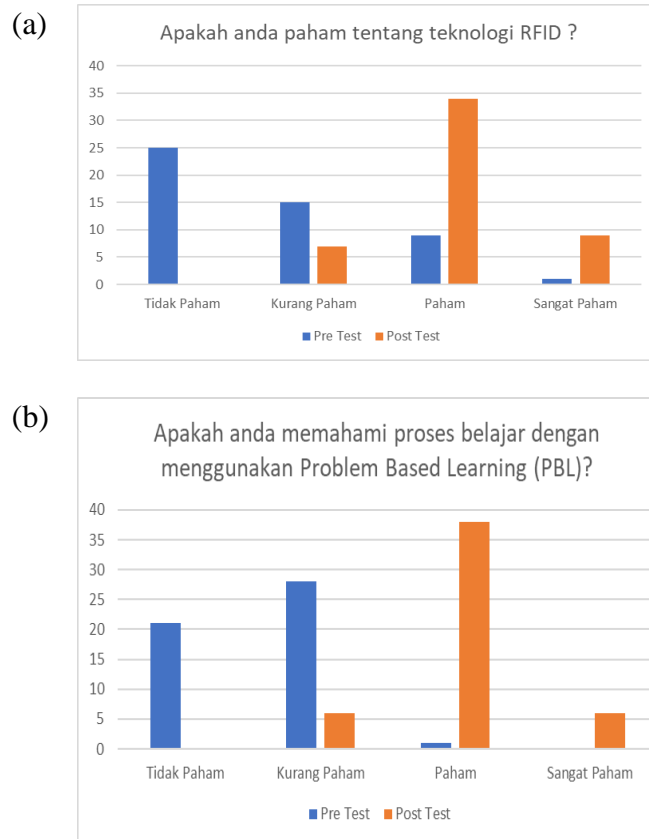 (a)
Apakah anda paham tentang teknologi RFID ?
40
35
30
25
20
15
10
5
0
Tidak Paham Kurang Paham Paham Sangat Paham
Pre Test Post Test
(b)
Apakah anda memahami proses belajar dengan
menggunakan Problem Based Learning (PBL)?
40
35
30
25
20
15
10
5
0
Tidak Paham Kurang Paham Paham Sangat Paham
Pre Test Post Test